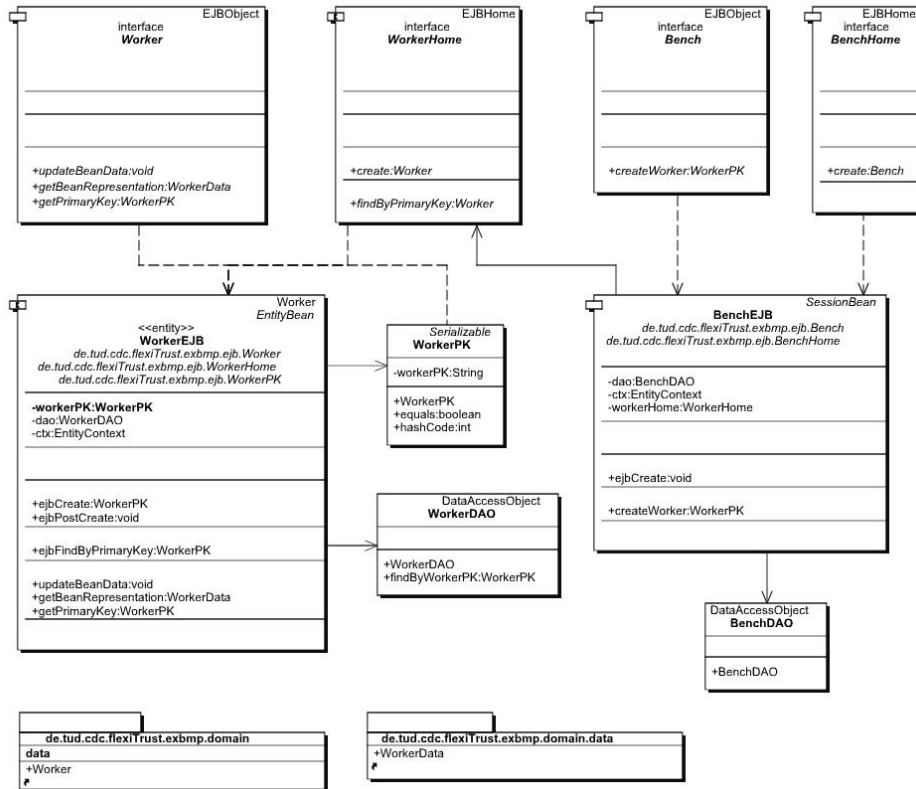 EJBObject
interface
Worker
+updateBeanData:void
+getBeanRepresentation:WorkerData
+getPrimaryKey:WorkerPK
EJBHome
interface
WorkerHome
+create:Worker
+findByPrimaryKey:Worker
EJBObject
interface
Bench
+createWorker:WorkerPK
EJBHome
interface
BenchHome
+create:Bench
Worker
EntityBean
<<entity>>
WorkerEJB
de.tud.cdc.flexiTrust.exbmp.ejb.Worker
de.tud.cdc.flexiTrust.exbmp.ejb.WorkerHome
de.tud.cdc.flexiTrust.exbmp.ejb.WorkerPK
-workerPK:WorkerPK
-dao:WorkerDAO
-ctx:EntityContext
+ejbCreate:WorkerPK
+ejbPostCreate:void
+ejbFindByPrimaryKey:WorkerPK
+updateBeanData:void
+getBeanRepresentation:WorkerData
+getPrimaryKey:WorkerPK
Serializable
WorkerPK
-workerPK:String
+WorkerPK
+equals:boolean
+hashCode:int
DataAccessObject
WorkerDAO
+WorkerDAO
+findByWorkerPK:WorkerPK
SessionBean
BenchEJB
de.tud.cdc.flexiTrust.exbmp.ejb.Bench
de.tud.cdc.flexiTrust.exbmp.ejb.BenchHome
-dao:BenchDAO
-ctx:EntityContext
-workerHome:WorkerHome
+ejbCreate:void
+createWorker:WorkerPK
DataAccessObject
BenchDAO
+BenchDAO
de.tud.cdc.flexiTrust.exbmp.domain
data
+Worker
de.tud.cdc.flexiTrust.exbmp.domain.data
+WorkerData